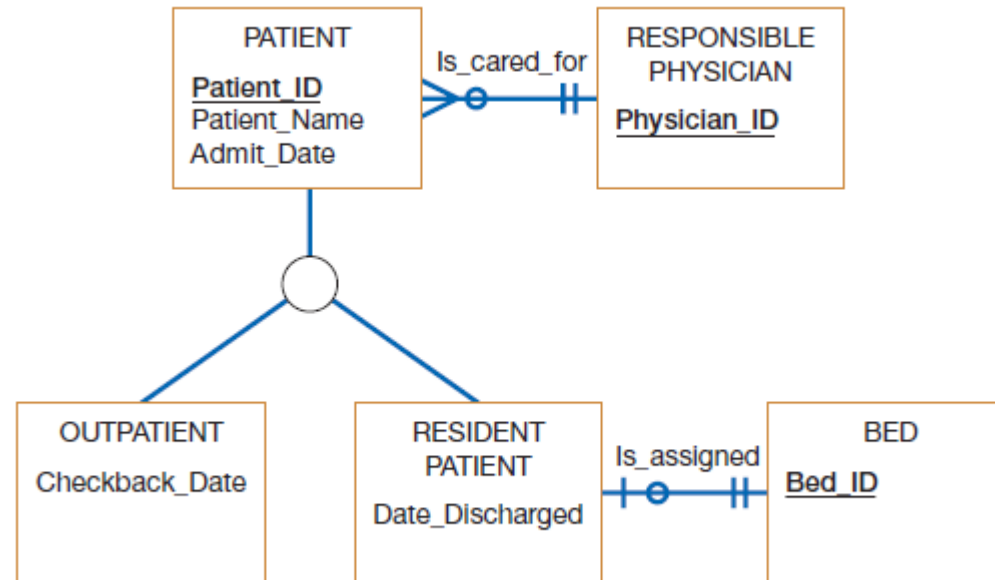 PATIENT
Patient_ID
Patient_Name
Admit_Date
Is_cared_for
RESPONSIBLE
PHYSICIAN
Physician_ID
OUTPATIENT
Checkback_Date
RESIDENT
PATIENT
Date_Discharged
Is_assigned
BED
Bed_ID